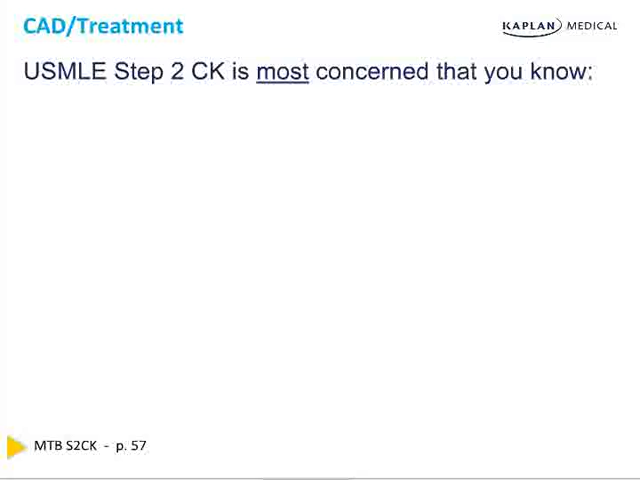 CAD/Treatment
KAPLAN MEDICAL
USMLE Step 2 CK is most concerned that you know:
MTB S2CK - p. 57